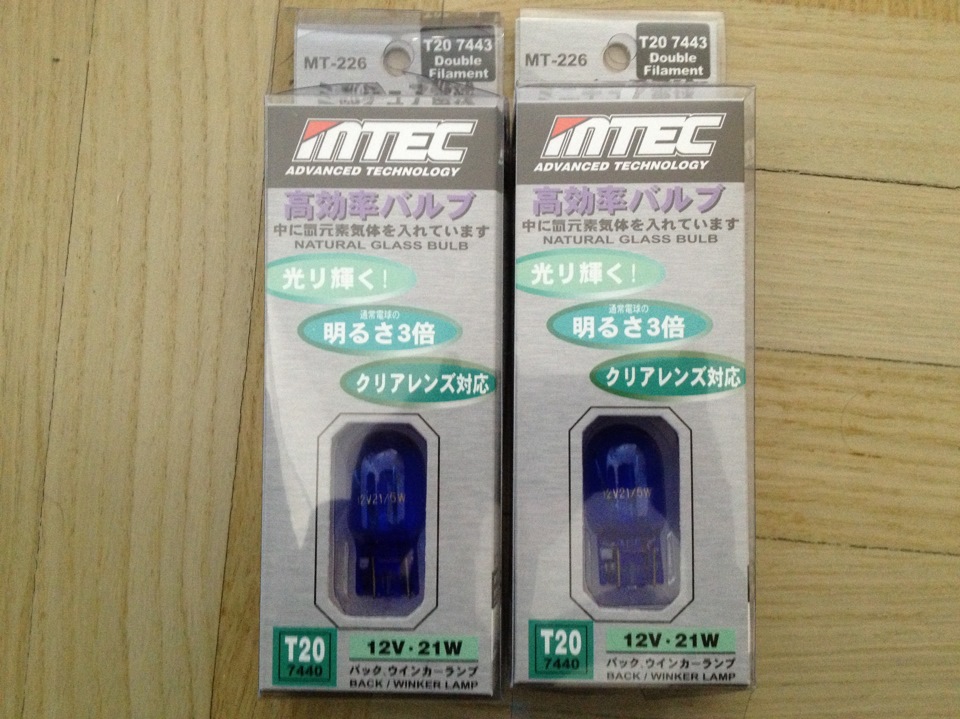 MT-226
T20 7443
Double
Filament
MTEC
ADVANCED TECHNOLOGY
高効率バルブ
中に元素気体を入れています
NATURAL GLASS BULB
光リ輝く!
通常電球の
明るさ3倍
クリアレンズ対応
12V21/5W
T20
7440
12V·21W
バック.ウインカーランプ
BACK / WINKER LAMP
MT-226
T20 7443
Double
Filament
MTEC
ADVANCED TECHNOLOGY
高効率バルブ
中に元素気体を入れています
NATURAL GLASS BULB
光リ輝く!
通常電球の
明るさ3倍
クリアレンズ対応
12V21/5W
T20
7440
12V·21W
バック.ウインカーランプ
BACK / WINKER LAMP